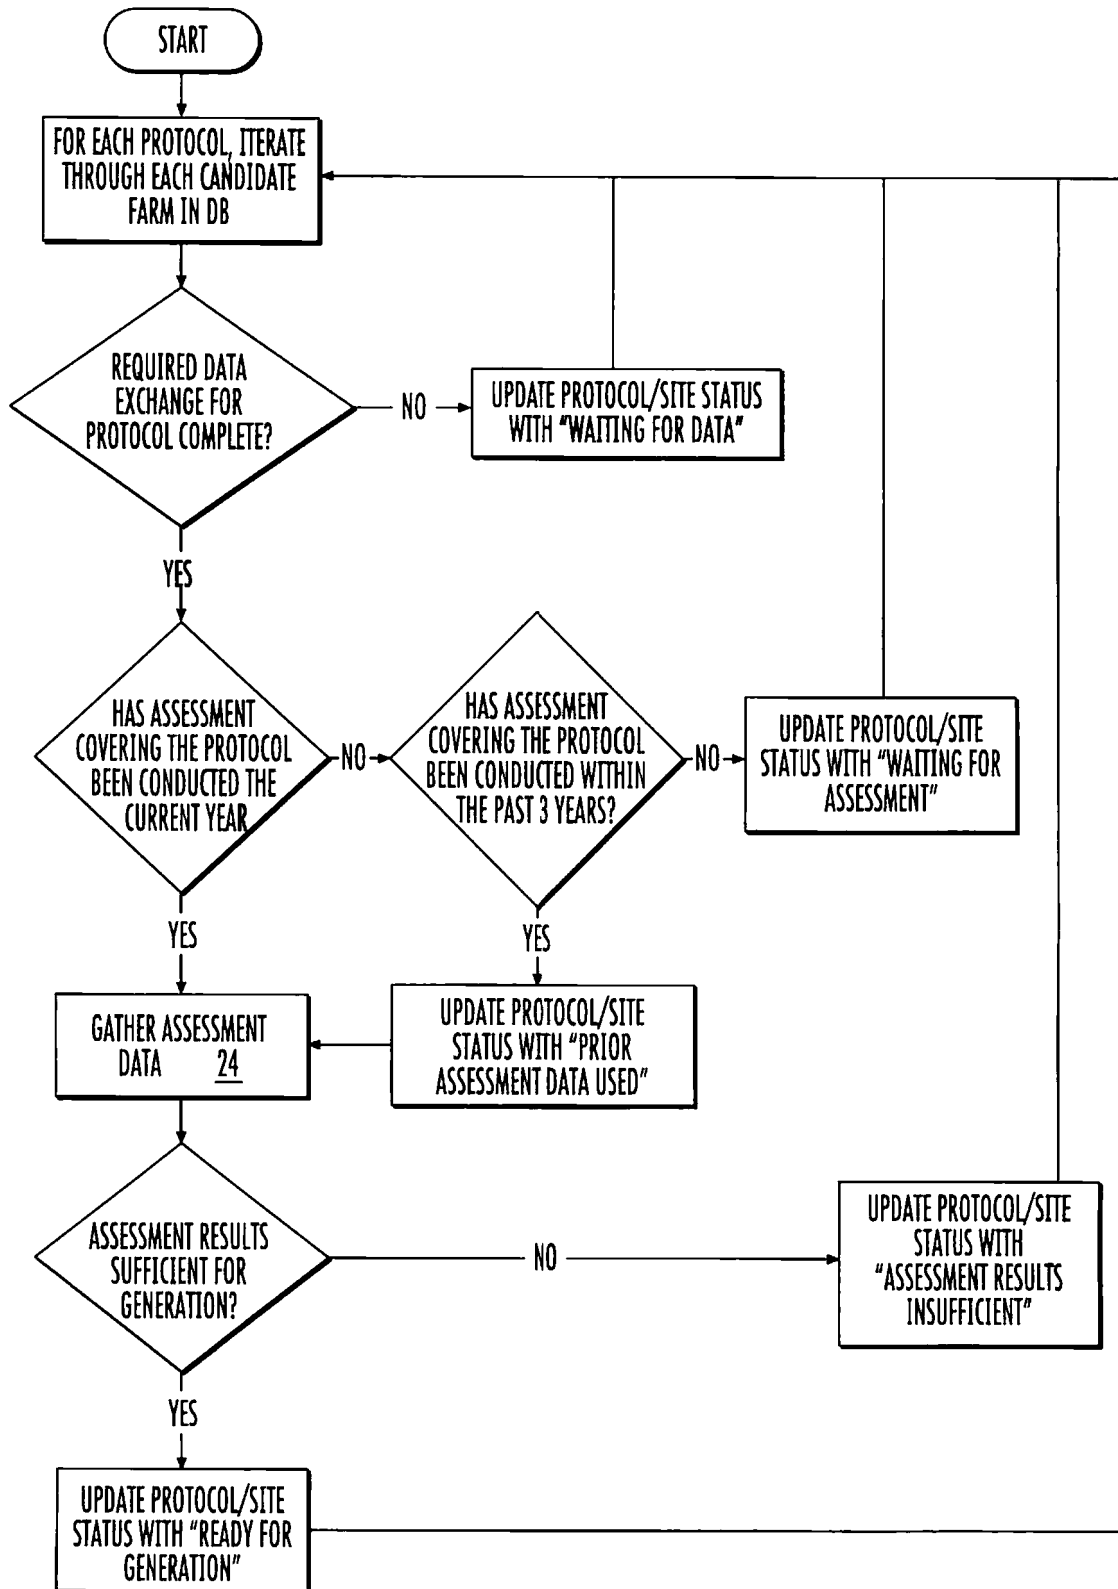 START
FOR EACH PROTOCOL, ITERATE
THROUGH EACH CANDIDATE
FARM IN DB
REQUIRED DATA
EXCHANGE FOR
PROTOCOL COMPLETE?
NO
UPDATE PROTOCOL/SITE STATUS
WITH "WAITING FOR DATA"
YES
HAS ASSESSMENT
COVERING THE PROTOCOL
BEEN CONDUCTED THE
CURRENT YEAR
NO
HAS ASSESSMENT
COVERING THE PROTOCOL
BEEN CONDUCTED WITHIN
THE PAST 3 YEARS?
NO
UPDATE PROTOCOL/SITE
STATUS WITH "WAITING FOR
ASSESSMENT"
YES
YES
GATHER ASSESSMENT
DATA 24
UPDATE PROTOCOL/SITE
STATUS WITH "PRIOR
ASSESSMENT DATA USED"
ASSESSMENT RESULTS
SUFFICIENT FOR
GENERATION?
NO
UPDATE PROTOCOL/SITE
STATUS WITH
"ASSESSMENT RESULTS
INSUFFICIENT"
YES
UPDATE PROTOCOL/SITE
STATUS WITH "READY FOR
GENERATION"